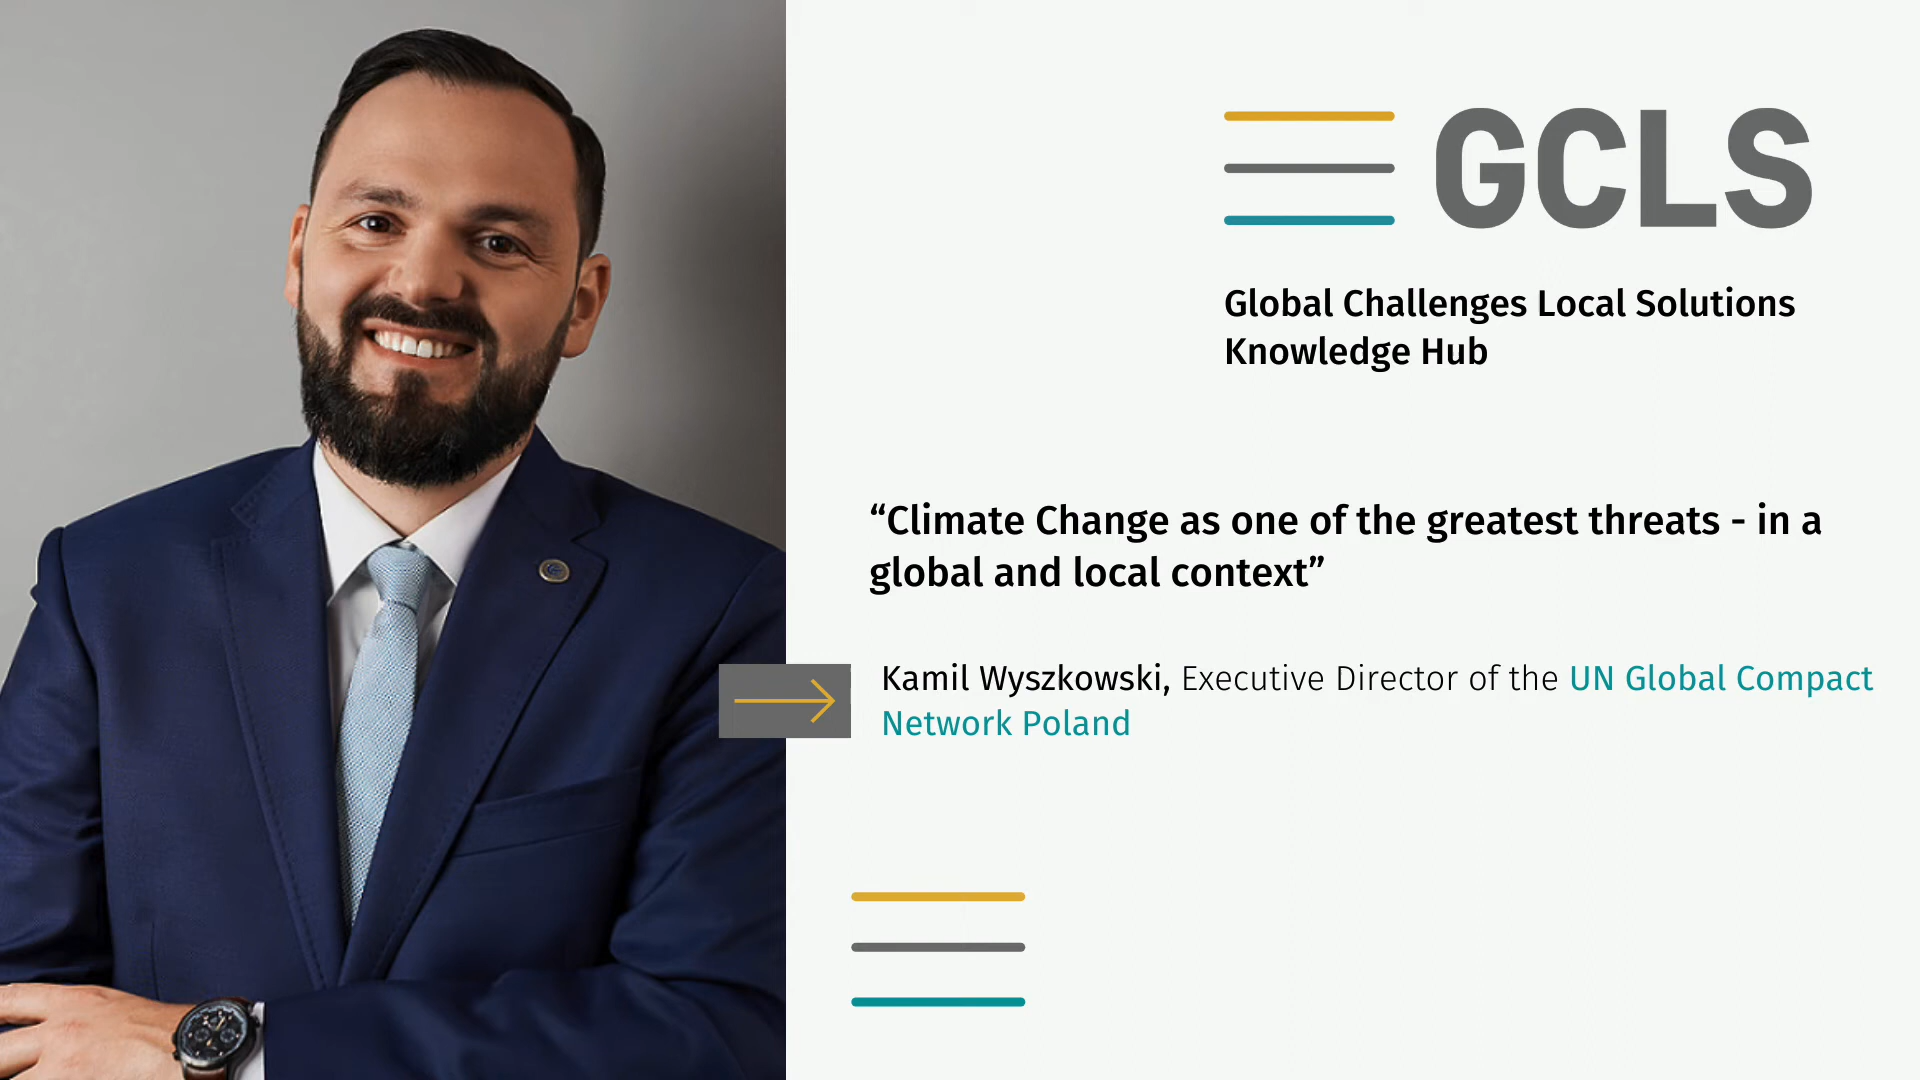 GCLS
Global Challenges Local Solutions
Knowledge Hub
“Climate Change as one of the greatest threats - in a
global and local context”
Kamil Wyszkowski, Executive Director of the UN Global Compact
Network Poland